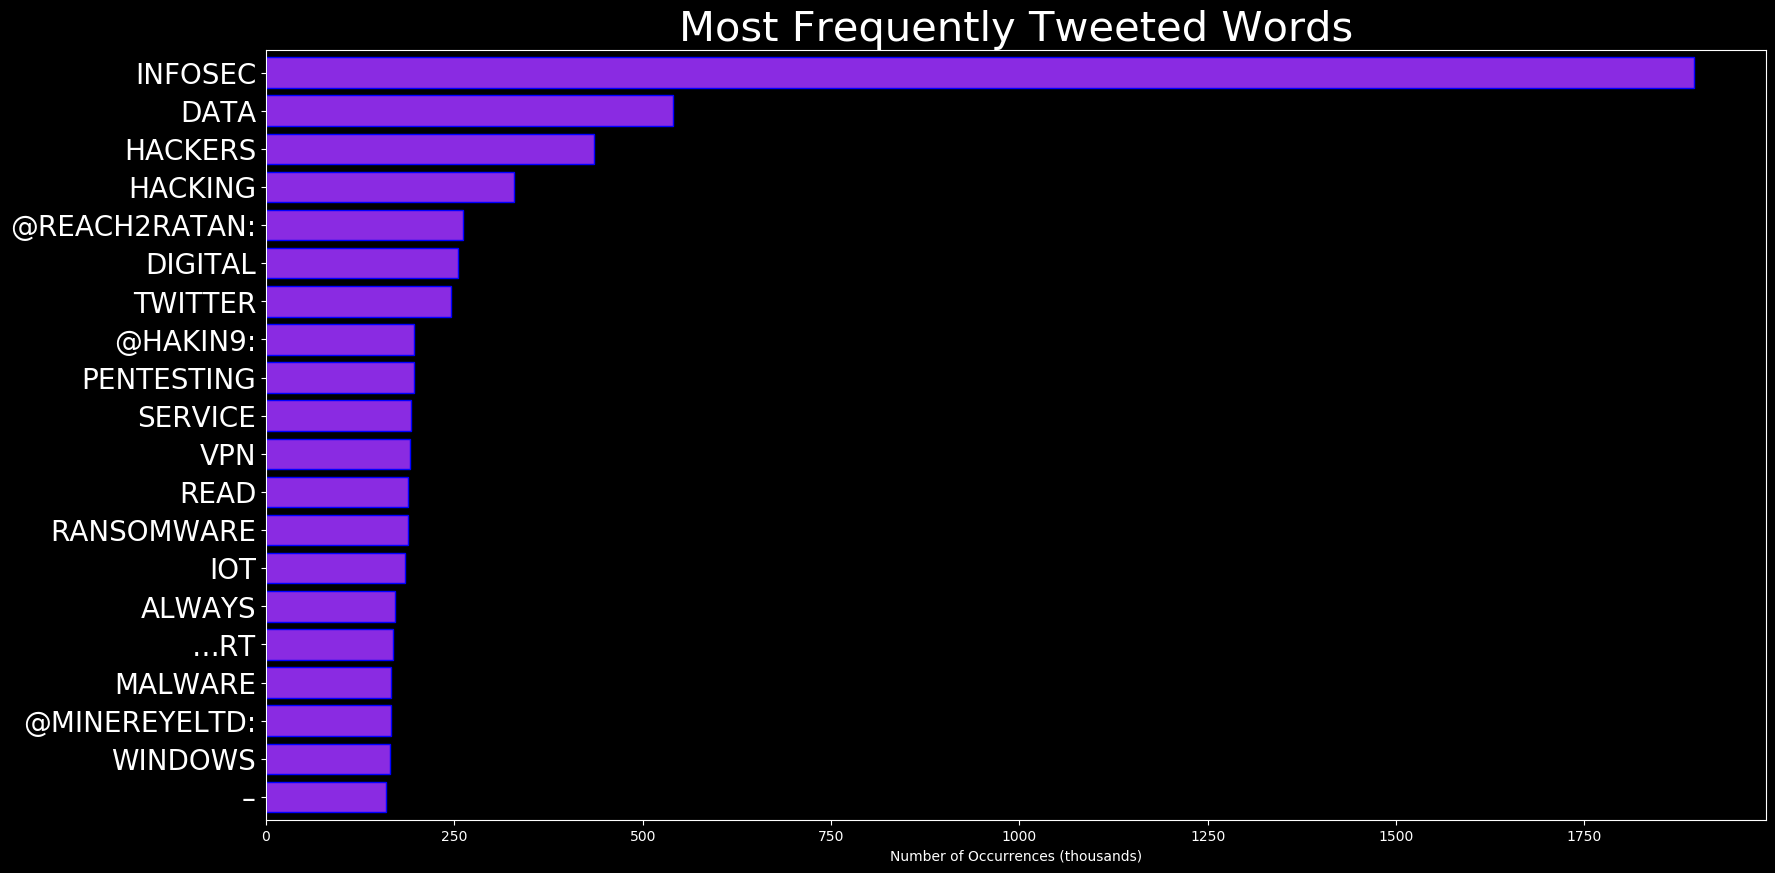 Most Frequently Tweeted Words
INFOSEC
DATA
HACKERS
HACKING
@REACH2RATAN:
DIGITAL
TWITTER
@HAKIN9:
PENTESTING
SERVICE
VPN
READ
RANSOMWARE
IOT
ALWAYS
…RT
MALWARE
@MINEREYELTD:
WINDOWS
–
0 250 500 750 1000 1250 1500 1750
Number of Occurrences (thousands)